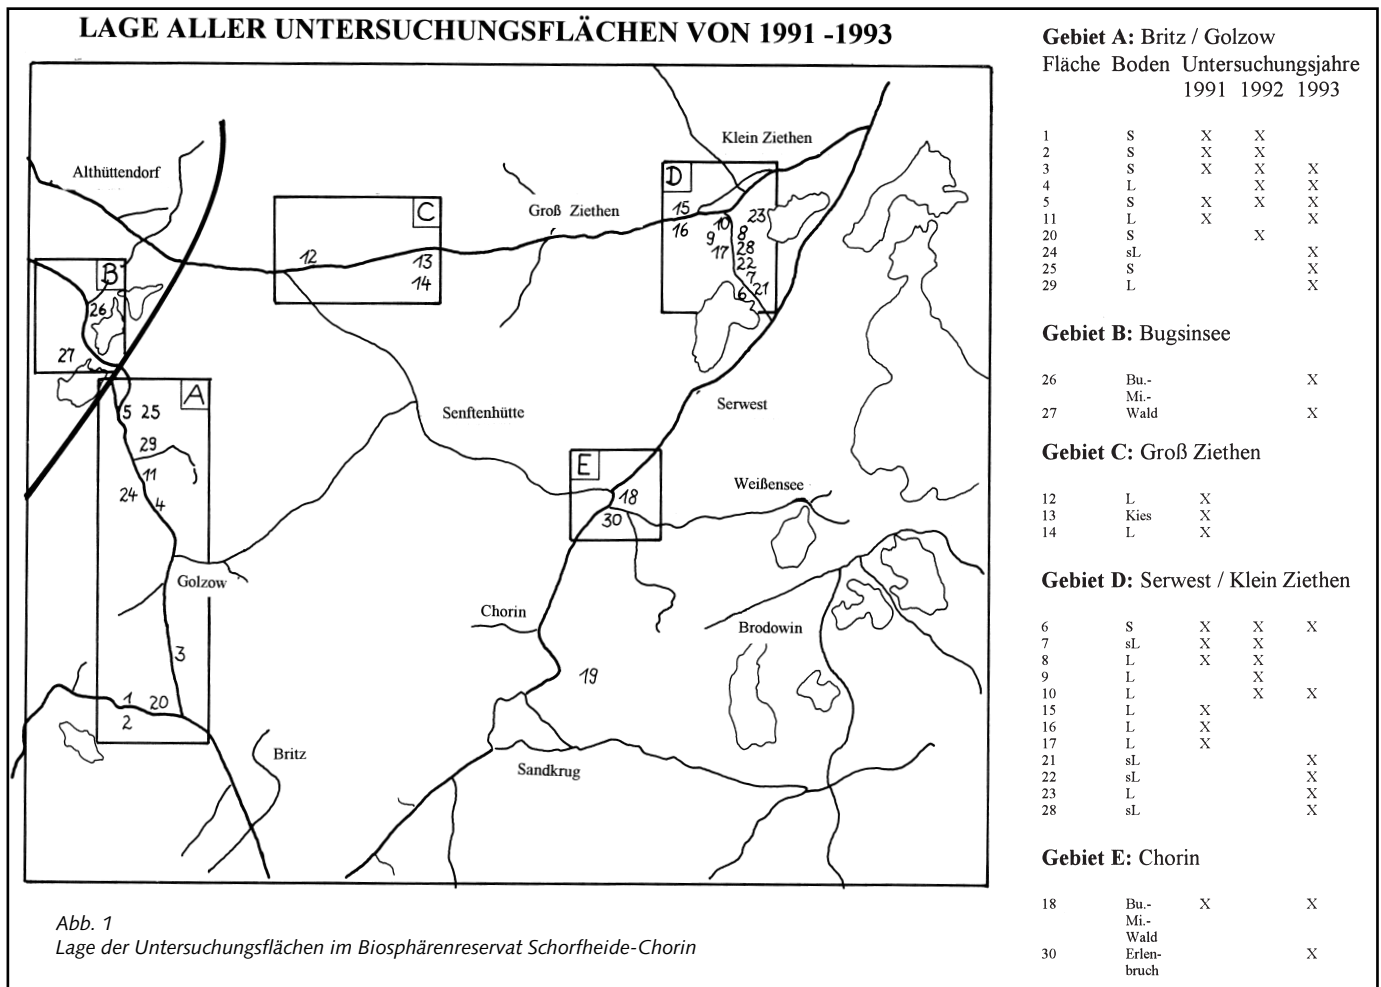 LAGE ALLER UNTERSUCHUNGSFLÄCHEN VON 1991 -1993
Klein Ziethen
Althüttendorf
D
C
15
23
Groß Ziethen
16
10
9
8
17
28
12
13
22
14
7
21
6
B
26
27
A
5 25
Senftenhütte
Serwest
29
11
24
4
E
18
30
Weißensee
Golzow
Chorin
Brodowin
3
19
1 20
2
Britz
Sandkrug
Abb. 1
Lage der Untersuchungsflächen im Biosphärenreservat Schorfheide-Chorin
Gebiet A: Britz / Golzow
Fläche Boden Untersuchungsjahre
1991 1992 1993
1 S X X
2 S X X
3 S X X X
4 L X X
5 S X X X
11 L X X
20 S X
24 sL X
25 S X
29 L X
Gebiet B: Bugsinsee
26 Bu.- X
Mi.-
27 Wald X
Gebiet C: Groß Ziethen
12 L X
13 Kies X
14 L X
Gebiet D: Serwest / Klein Ziethen
6 S X X X
7 sL X X
8 L X X
9 L X
10 L X X
15 L X
16 L X
17 L X
21 sL X
22 sL X
23 L X
28 sL X
Gebiet E: Chorin
18 Bu.- X X
Mi.-
Wald
30 Erlen- X
bruch